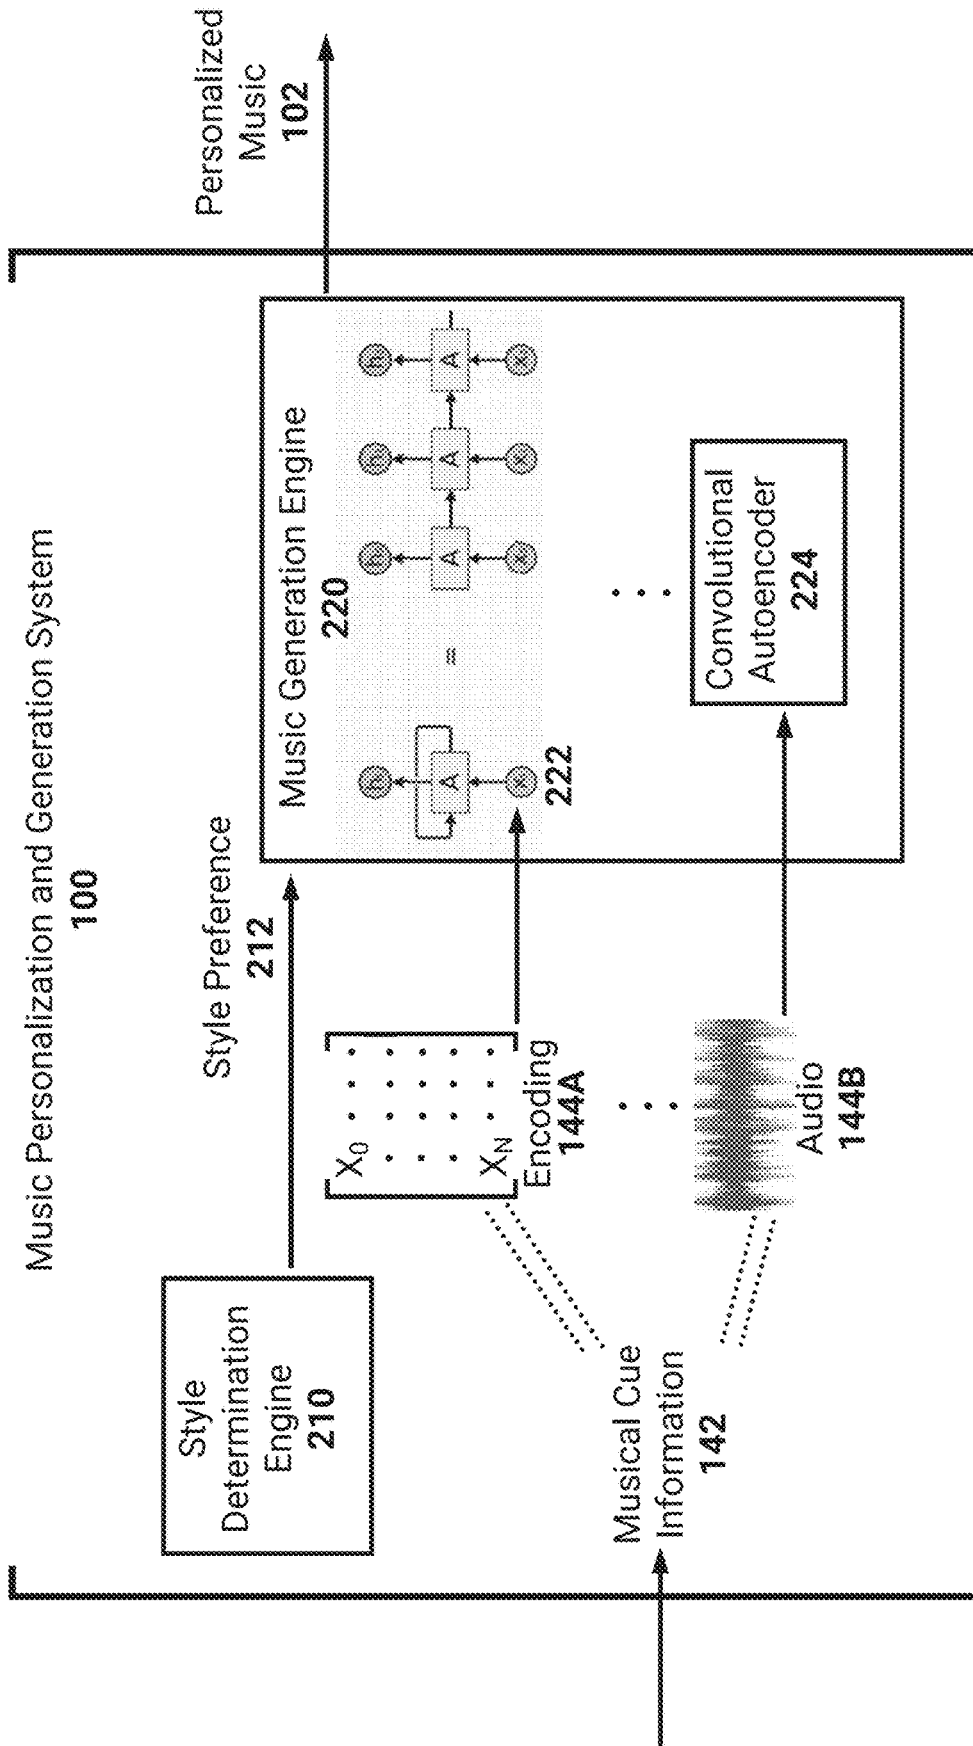 Music Personalization and Generation System
100
Style
Determination
Engine
210
Style Preference
212
Personalized
Music
102
Music Generation Engine
220
h h h h
A = A A A
x x x x
222
X0
XN
Encoding
144A
Musical Cue
Information
142
Audio
144B
Convolutional
Autoencoder
224